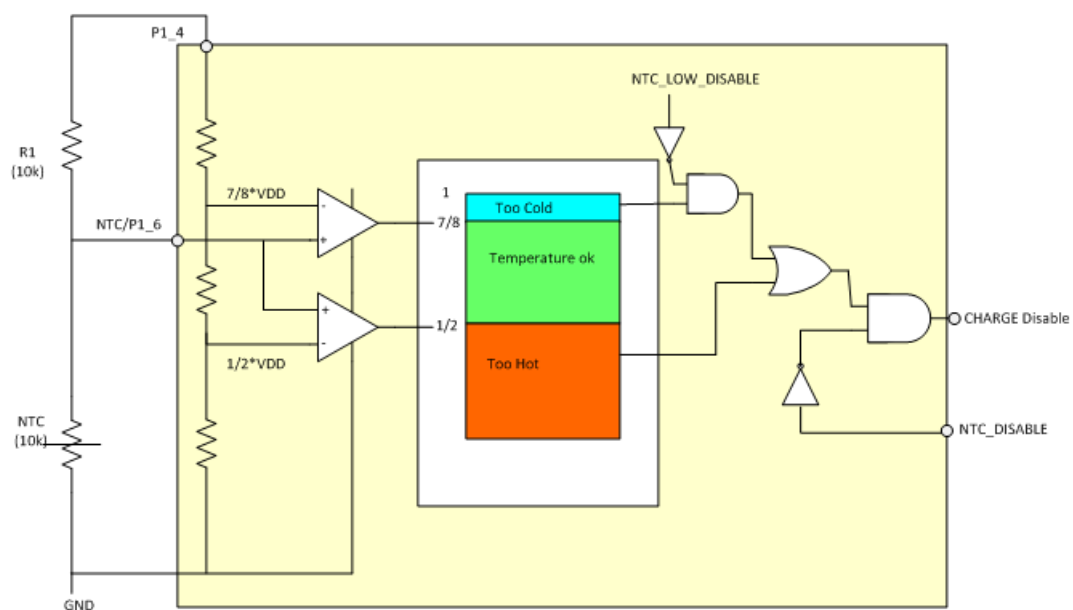 P1_4
NTC_LOW_DISABLE
R1
(10k)
7/8*VDD
1
Too Cold
7/8
NTC/P1_6
Temperature ok
+
-
+
-
1/2
CHARGE Disable
1/2*VDD
Too Hot
NTC
(10k)
NTC_DISABLE
GND